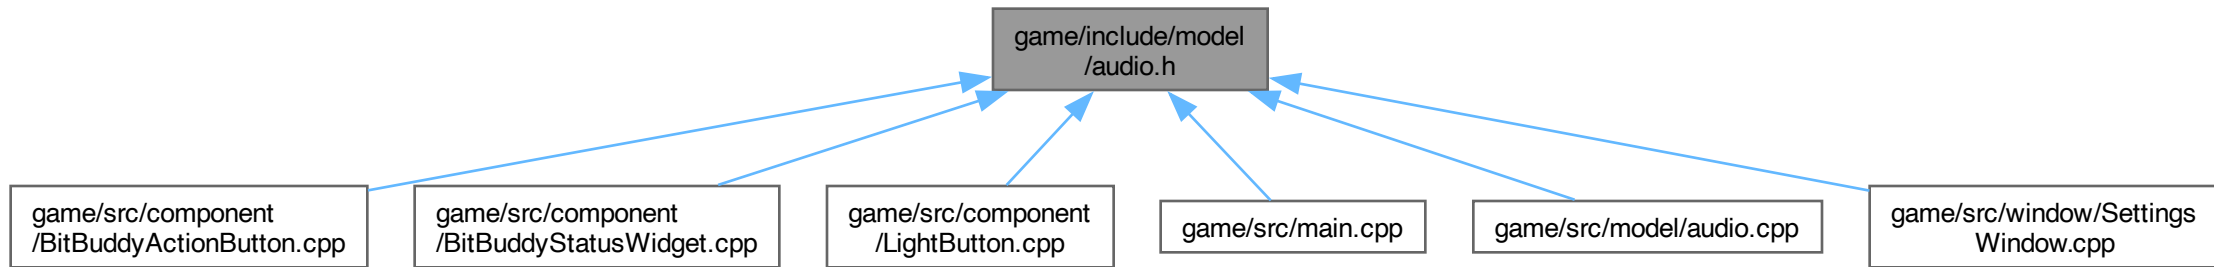 game/include/model
/audio.h
game/src/component
/BitBuddyActionButton.cpp
game/src/component
/BitBuddyStatusWidget.cpp
game/src/component
/LightButton.cpp
game/src/main.cpp
game/src/model/audio.cpp
game/src/window/Settings
Window.cpp